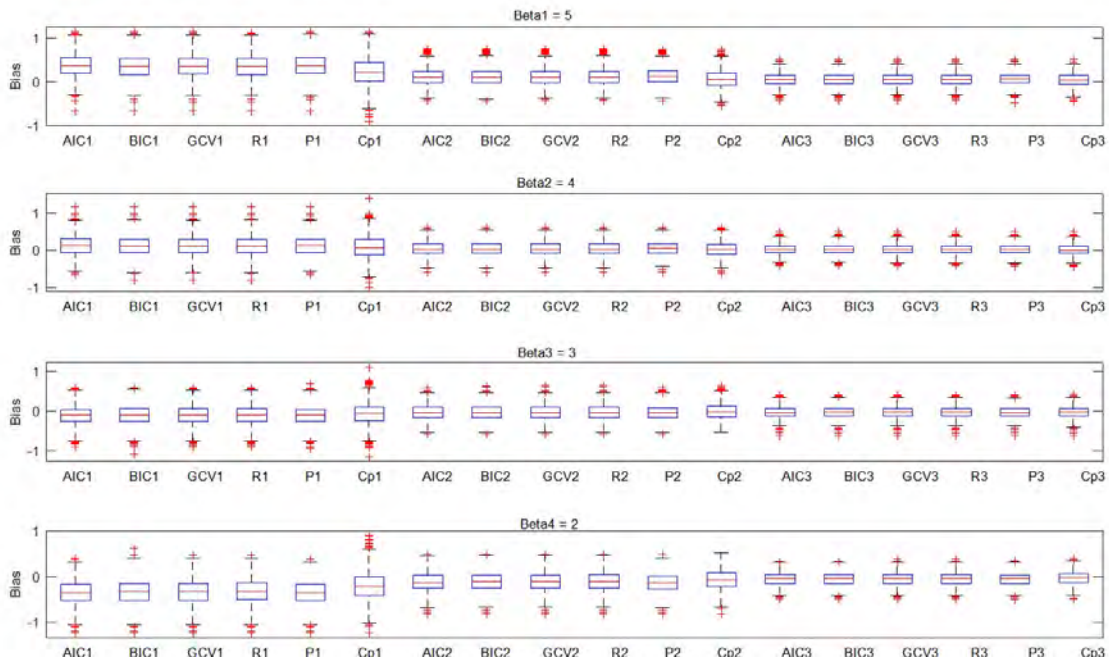 Beta1 = 5
1
0
-1
Bias
AIC1 BIC1 GCV1 R1 P1 Cp1 AIC2 BIC2 GCV2 R2 P2 Cp2 AIC3 BIC3 GCV3 R3 P3 Cp3
Beta2 = 4
1
0
-1
Bias
AIC1 BIC1 GCV1 R1 P1 Cp1 AIC2 BIC2 GCV2 R2 P2 Cp2 AIC3 BIC3 GCV3 R3 P3 Cp3
Beta3 = 3
1
0
-1
Bias
AIC1 BIC1 GCV1 R1 P1 Cp1 AIC2 BIC2 GCV2 R2 P2 Cp2 AIC3 BIC3 GCV3 R3 P3 Cp3
Beta4 = 2
1
0
-1
Bias
AIC1 BIC1 GCV1 R1 P1 Cp1 AIC2 BIC2 GCV2 R2 P2 Cp2 AIC3 BIC3 GCV3 R3 P3 Cp3